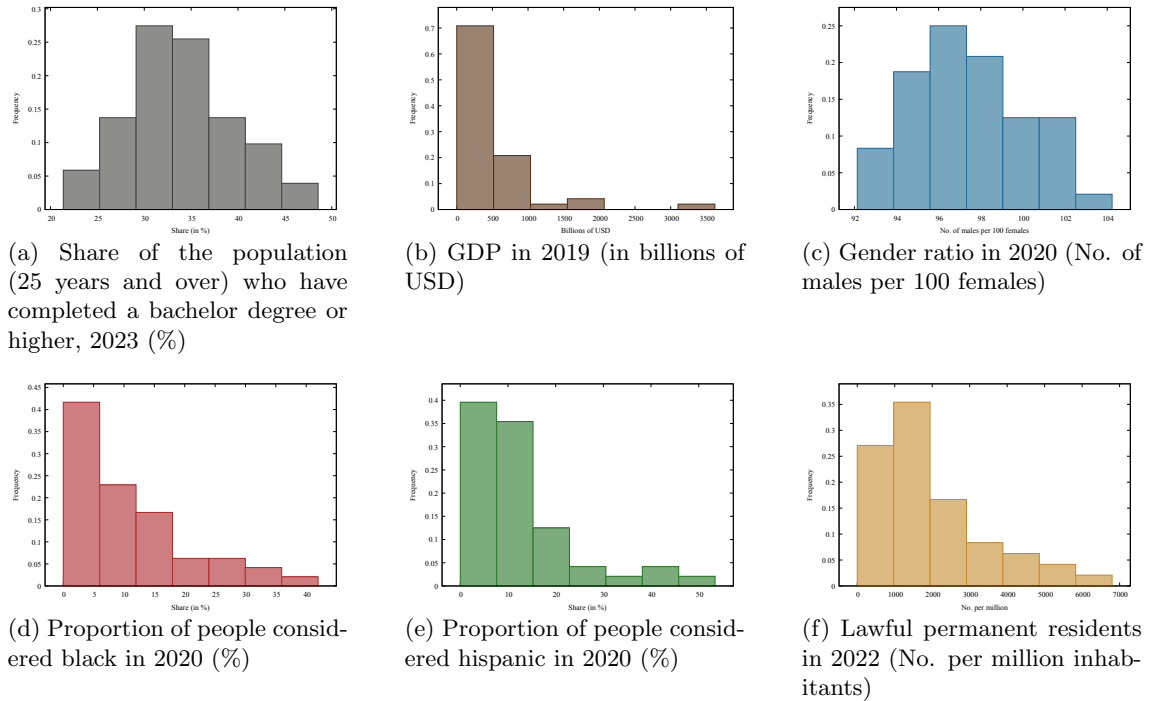 0.3
0.25
0.2
0.15
0.1
0.05
0
Frequency
20 25 30 35 40 45 50
Share (in %)
(a) Share of the population
(25 years and over) who have
completed a bachelor degree or
higher, 2023 (%)
0.7
0.6
0.5
0.4
0.3
0.2
0.1
0
Frequency
0 500 1000 1500 2000 2500 3000 3500
Billions of USD
(b) GDP in 2019 (in billions of
USD)
0.25
0.2
0.15
0.1
0.05
0
Frequency
92 94 96 98 100 102 104
No. of males per 100 females
(c) Gender ratio in 2020 (No. of
males per 100 females)
0.45
0.4
0.35
0.3
0.25
0.2
0.15
0.1
0.05
0
Frequency
0 5 10 15 20 25 30 35 40
Share (in %)
(d) Proportion of people consid-
ered black in 2020 (%)
0.4
0.35
0.3
0.25
0.2
0.15
0.1
0.05
0
Frequency
0 10 20 30 40 50
Share (in %)
(e) Proportion of people consid-
ered hispanic in 2020 (%)
0.35
0.3
0.25
0.2
0.15
0.1
0.05
0
Frequency
0 1000 2000 3000 4000 5000 6000 7000
No. per million
(f) Lawful permanent residents
in 2022 (No. per million inhab-
itants)